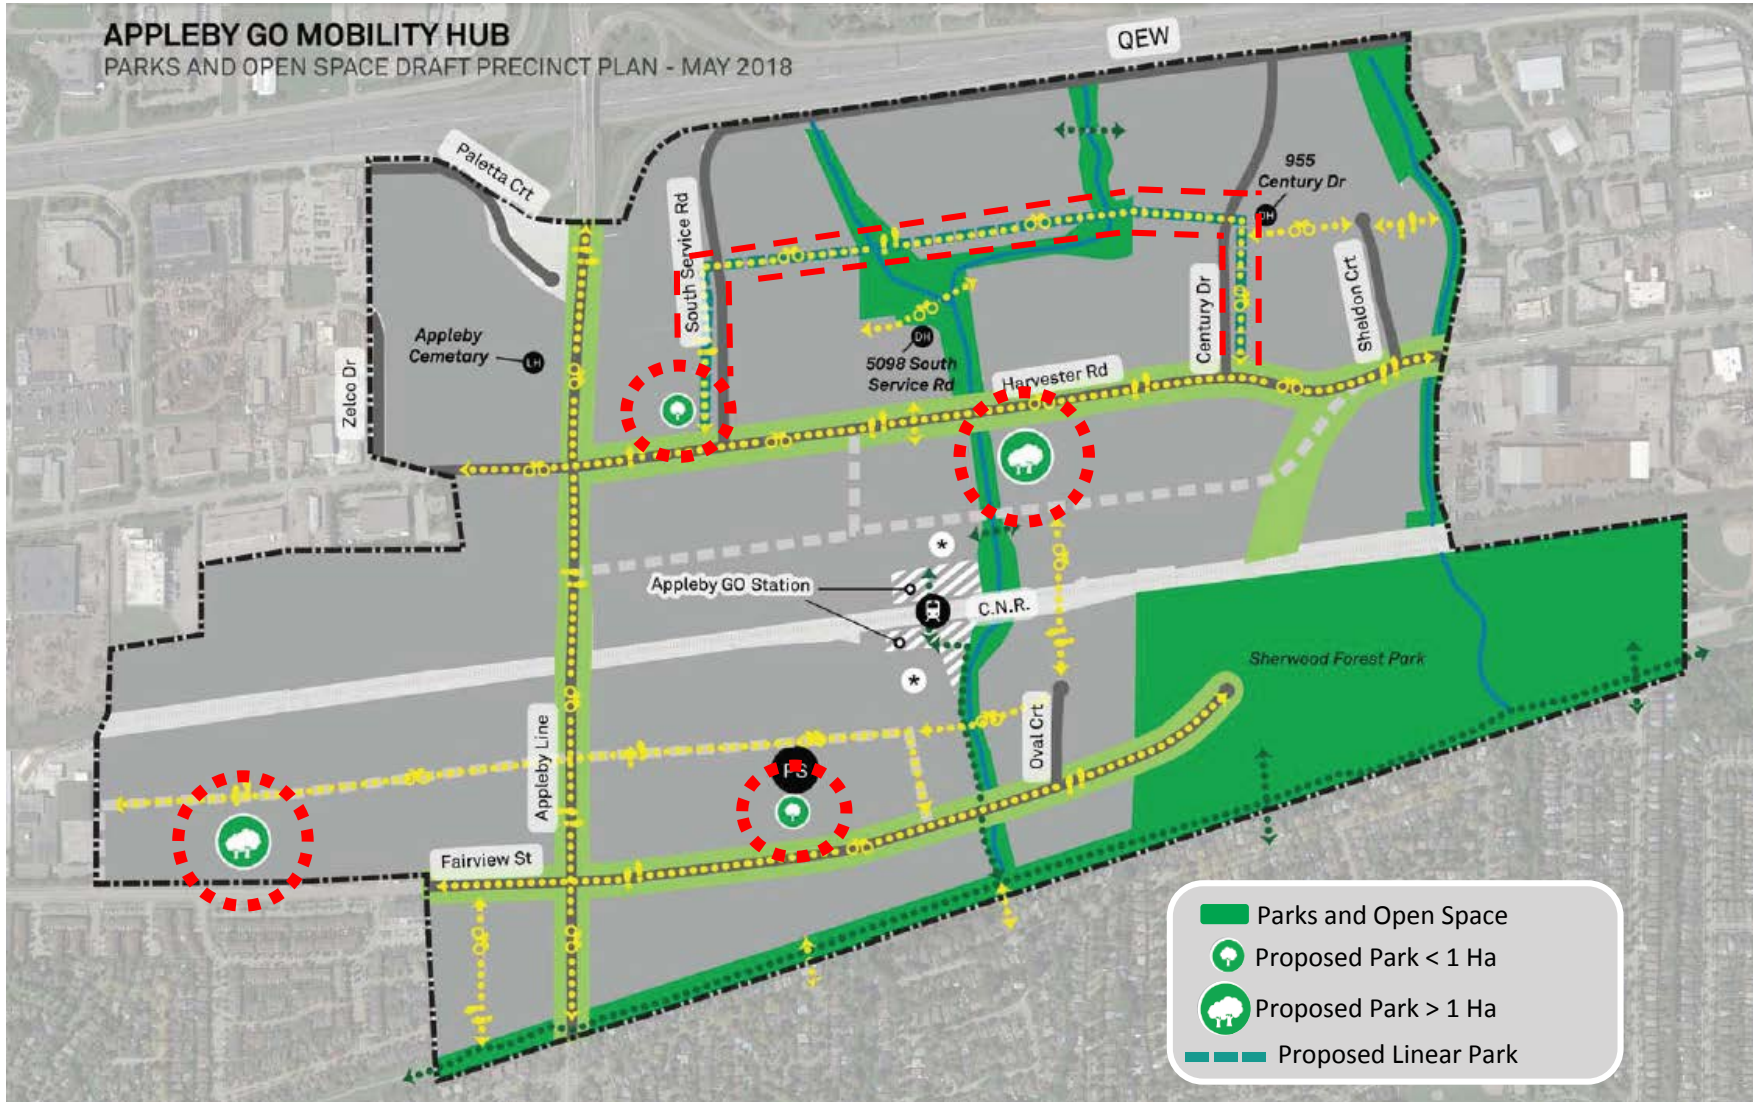 APPLEBY GO MOBILITY HUB
PARKS AND OPEN SPACE DRAFT PRECINCT PLAN - MAY 2018
QEW
Paletta Crt
South Service Rd
955
Century Dr
DH
Appleby
Cemetary
LH
Zelco Dr
DH
5098 South
Service Rd
Century Dr
Sheldon Crt
Harvester Rd
*
Appleby GO Station
C.N.R.
*
Sherwood Forest Park
Appleby Line
Oval Crt
PS
Fairview St
Parks and Open Space
Proposed Park < 1 Ha
Proposed Park > 1 Ha
Proposed Linear Park